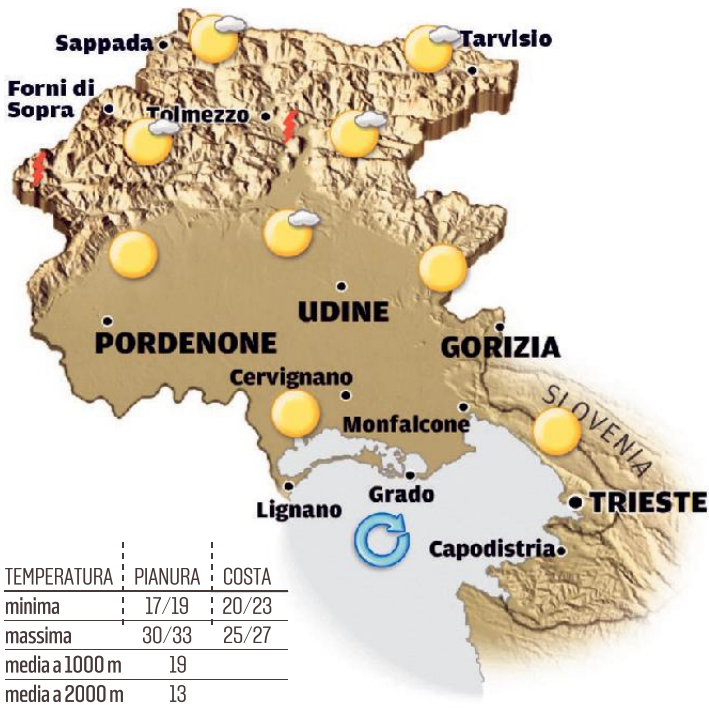 Sappada
Tarvisio
Forni di
Sopra
Tolmezzo
UDINE
PORDENONE
GORIZIA
Cervignano
Monfalcone
SLOVENIA
Lignano
Grado
TRIESTE
Capodistria
TEMPERATURA PIANURA COSTA
minima 17/19 20/23
massima 30/33 25/27
media a 1000 m 19
media a 2000 m 13